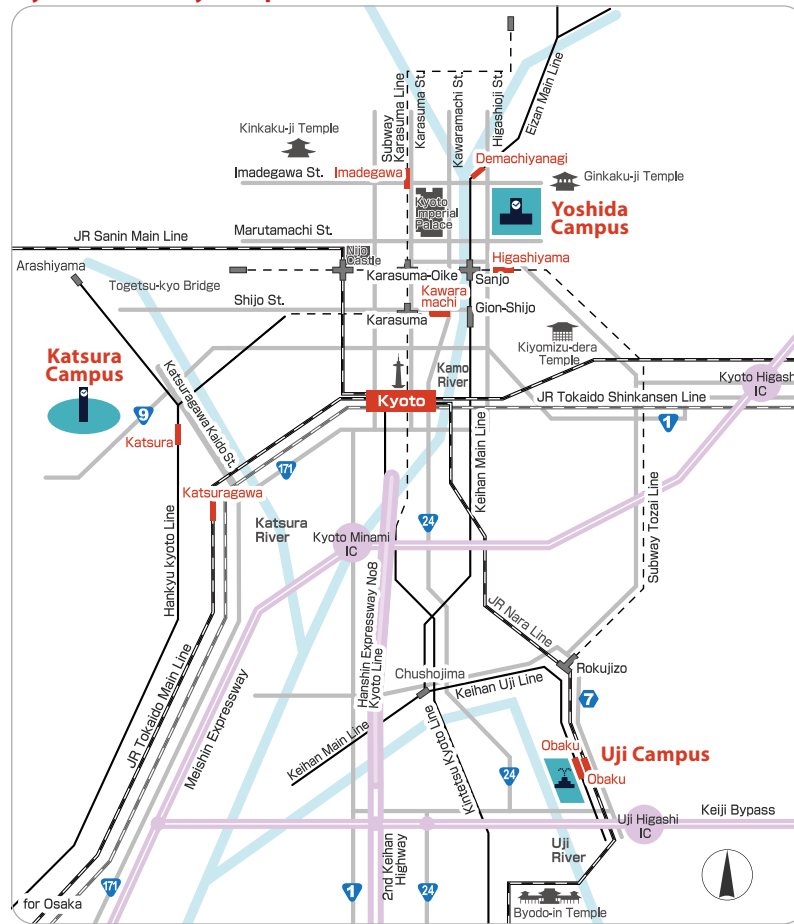 Subway
Karasuma Line
Karasuma St.
Kawaramachi St.
Higashioji St.
Eizan Main Line
Kinkaku-ji Temple
Imadegawa St.
Imadegawa
Demachiyanagi
Ginkaku-ji Temple
Kyoto
Imperial
Palace
Yoshida
Campus
Marutamachi St.
JR Sanin Main Line
Nijo
Castle
Higashiyama
Arashiyama
Togetsu-kyo Bridge
Karasuma-Oike
Sanjo
Shijo St.
Kawara
machi
Karasuma
Gion-Shijo
Kiyomizu-dera
Temple
Katsura
Campus
Kamo
River
Kyoto Higashi
IC
Katsuragawa Kaido St.
Kyoto
JR Tokaido Shinkansen Line
9
1
Katsura
171
Katsuragawa
Keihan Main Line
Subway Tozai Line
Hankyu kyoto Line
Katsura
River
24
Kyoto Minami
IC
JR Nara Line
Hanshin Expressway No8
Kyoto Line
Rokujizo
Chushojima
Keihan Uji Line
JR Tokaido Main Line
Meishin Expressway
7
Keihan Main Line
Kintetsu Kyoto Line
Obaku
Uji Campus
24
Obaku
Uji Higashi
IC
Keiji Bypass
Uji
River
2nd Keihan
Highway
171
1
24
for Osaka
Byodo-in Temple